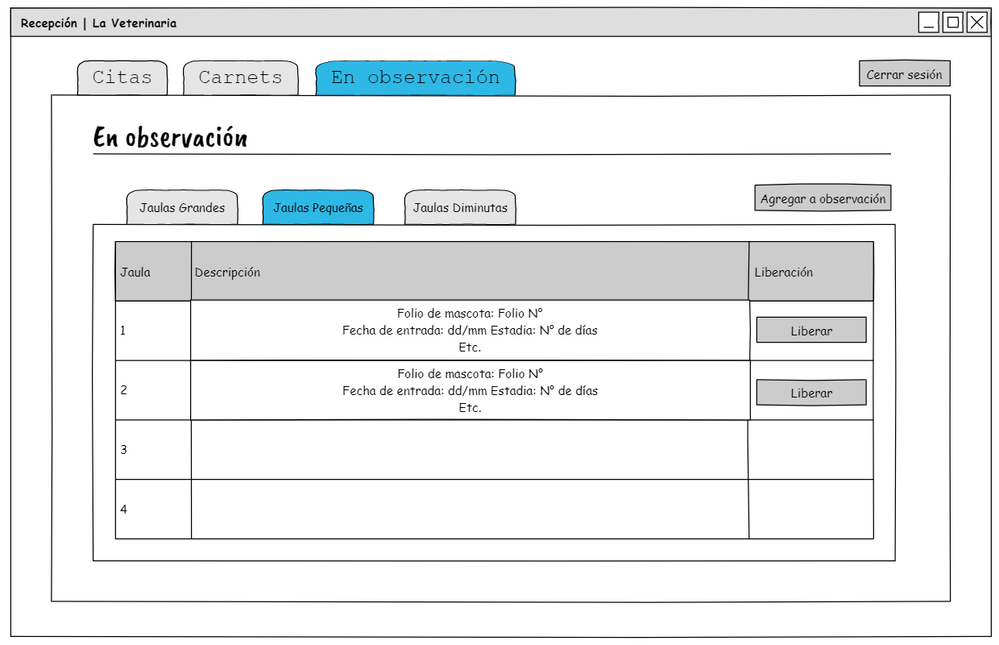 Recepción | La Veterinaria
Citas
Carnets
En observación
Cerrar sesión
En observación
Jaulas Grandes
Jaulas Pequeñas
Jaulas Diminutas
Agregar a observación
Jaula
Descripción
Liberación
1
Folio de mascota: Folio N°
Fecha de entrada: dd/mm Estadia: N° de días
Etc.
Liberar
2
Folio de mascota: Folio N°
Fecha de entrada: dd/mm Estadia: N° de días
Etc.
Liberar
3
4